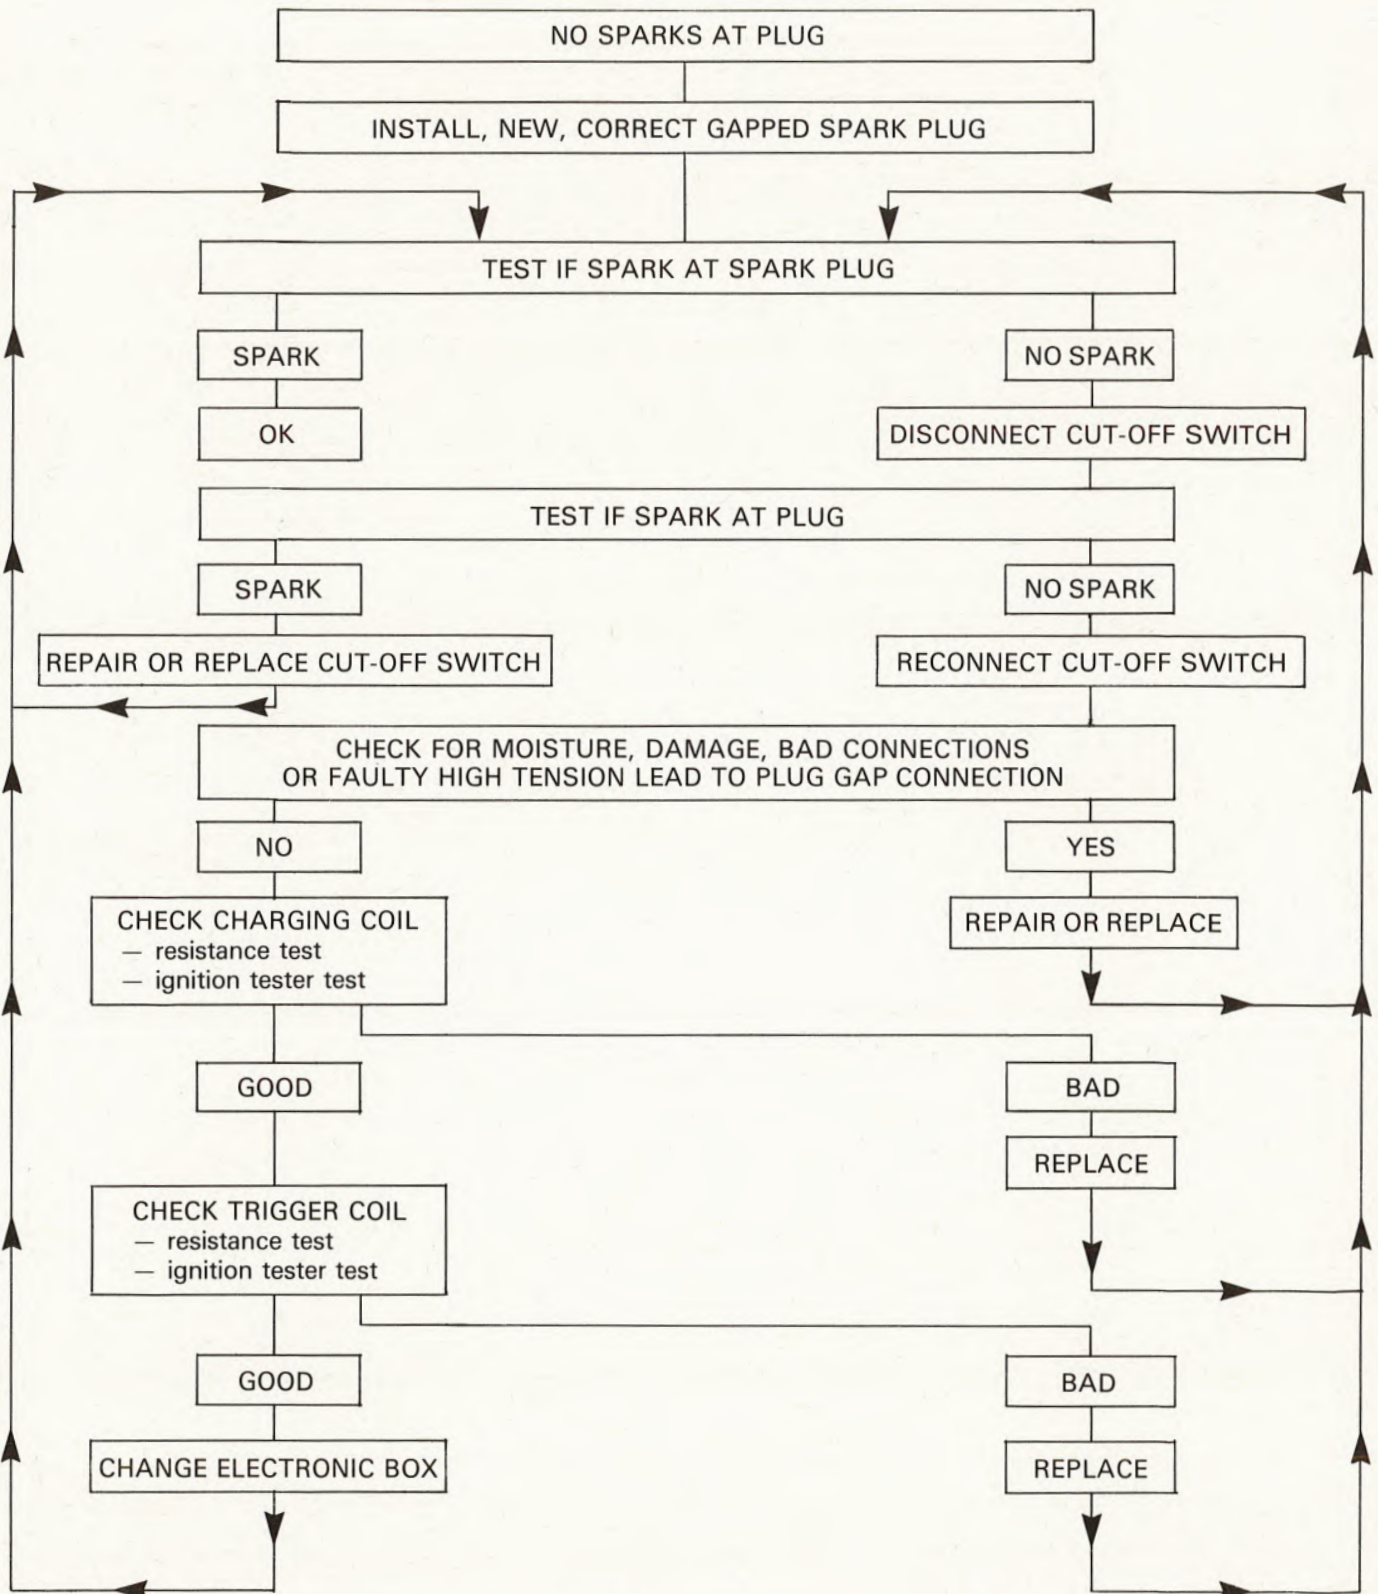 NO SPARKS AT PLUG
INSTALL, NEW, CORRECT GAPPED SPARK PLUG
TEST IF SPARK AT SPARK PLUG
SPARK
NO SPARK
OK
DISCONNECT CUT-OFF SWITCH
TEST IF SPARK AT PLUG
SPARK
NO SPARK
REPAIR OR REPLACE CUT-OFF SWITCH
RECONNECT CUT-OFF SWITCH
CHECK FOR MOISTURE, DAMAGE, BAD CONNECTIONS
OR FAULTY HIGH TENSION LEAD TO PLUG GAP CONNECTION
NO
YES
CHECK CHARGING COIL
— resistance test
— ignition tester test
REPAIR OR REPLACE
GOOD
BAD
REPLACE
CHECK TRIGGER COIL
— resistance test
— ignition tester test
GOOD
BAD
CHANGE ELECTRONIC BOX
REPLACE